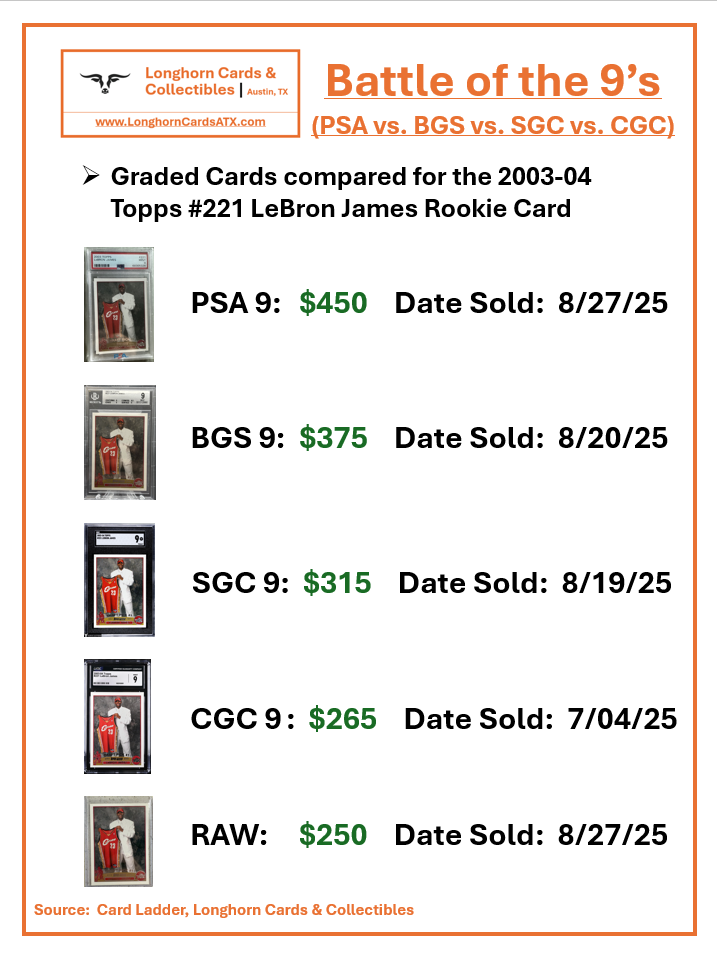 Longhorn Cards &
Collectibles | Austin, TX
www.LonghornCardsATX.com
Battle of the 9’s
(PSA vs. BGS vs. SGC vs. CGC)
➢ Graded Cards compared for the 2003-04
Topps #221 LeBron James Rookie Card
PSA 9: $450 Date Sold: 8/27/25
9
BGS 9: $375 Date Sold: 8/20/25
9
SGC 9: $315 Date Sold: 8/19/25
9
CGC 9 : $265 Date Sold: 7/04/25
RAW: $250 Date Sold: 8/27/25
Source: Card Ladder, Longhorn Cards & Collectibles